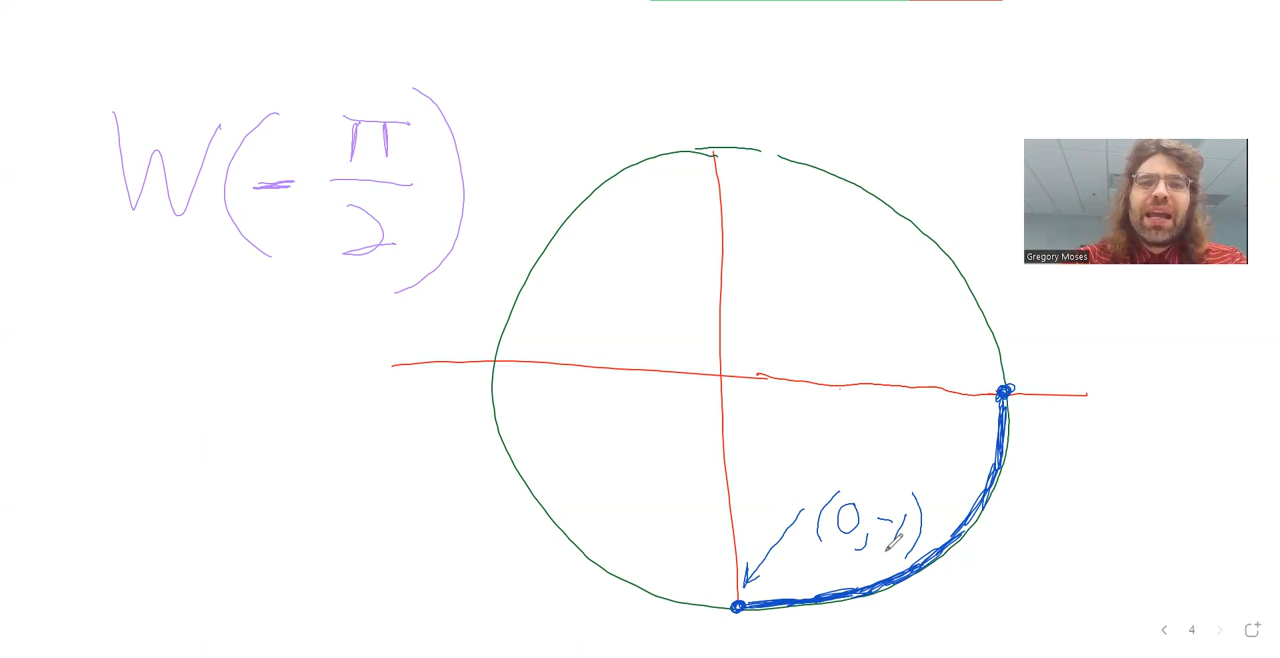 W(-π/2)
Gregory Moses
(0,-1)
4